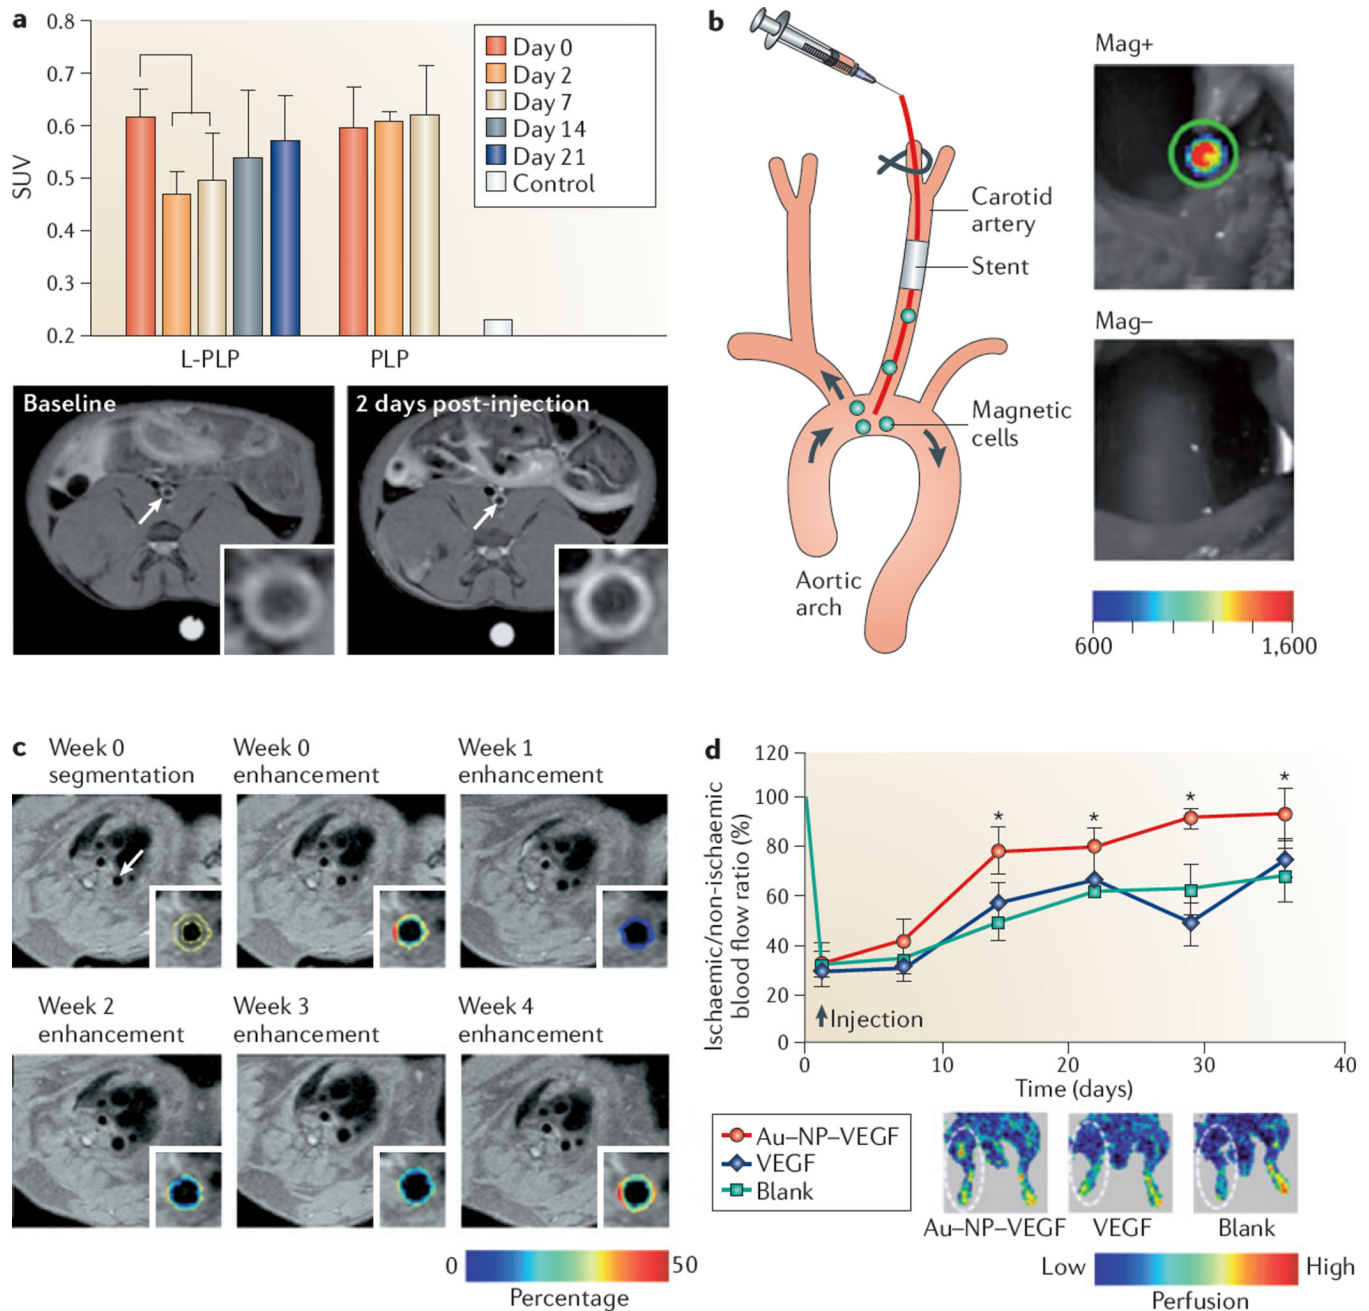 a
0.8
0.7
0.6
0.5
0.4
0.3
0.2
SUV
Day 0
Day 2
Day 7
Day 14
Day 21
Control
L-PLP
PLP
Baseline
2 days post-injection
b
Carotid
artery
Stent
Magnetic
cells
Aortic
arch
Mag+
Mag–
600
1,600
c
Week 0
segmentation
Week 0
enhancement
Week 1
enhancement
Week 2
enhancement
Week 3
enhancement
Week 4
enhancement
0
50
Percentage
d
120
100
80
60
40
20
0
Ischaemic/non-ischaemic
blood flow ratio (%)
*
*
*
*
Injection
0
10
20
30
40
Time (days)
Au–NP–VEGF
VEGF
Blank
Au–NP–VEGF
VEGF
Blank
Low
High
Perfusion